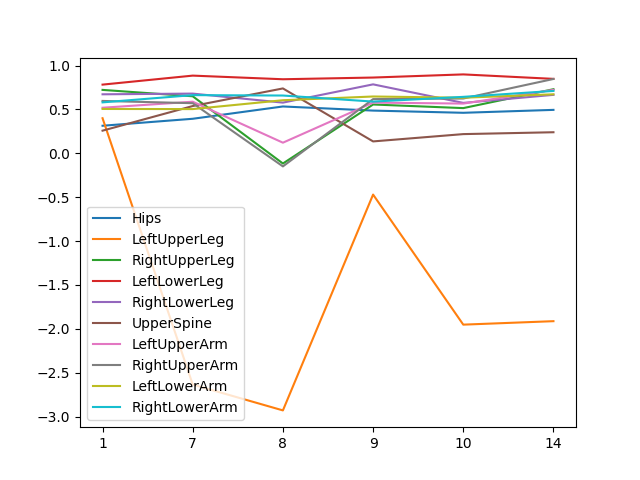 1.0
0.5
0.0
−0.5
−1.0
−1.5
−2.0
−2.5
−3.0
Hips
LeftUpperLeg
RightUpperLeg
LeftLowerLeg
RightLowerLeg
UpperSpine
LeftUpperArm
RightUpperArm
LeftLowerArm
RightLowerArm
1 7 8 9 10 14